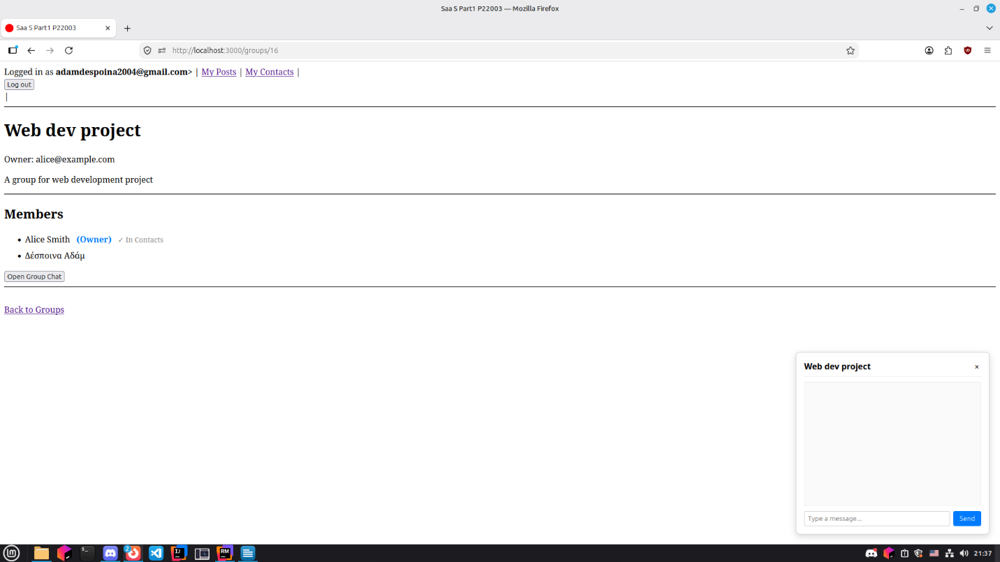 Saa S Part1 P22003 — Mozilla Firefox
Saa S Part1 P22003
http://localhost:3000/groups/16
Logged in as adamdespoina2004@gmail.com> | My Posts | My Contacts |
Log out
|
Web dev project
Owner: alice@example.com
A group for web development project
Members
• Alice Smith (Owner) ✓ In Contacts
• Δέσποινα Αδάμ
Open Group Chat
Back to Groups
Web dev project ×
Type a message... Send
21:37